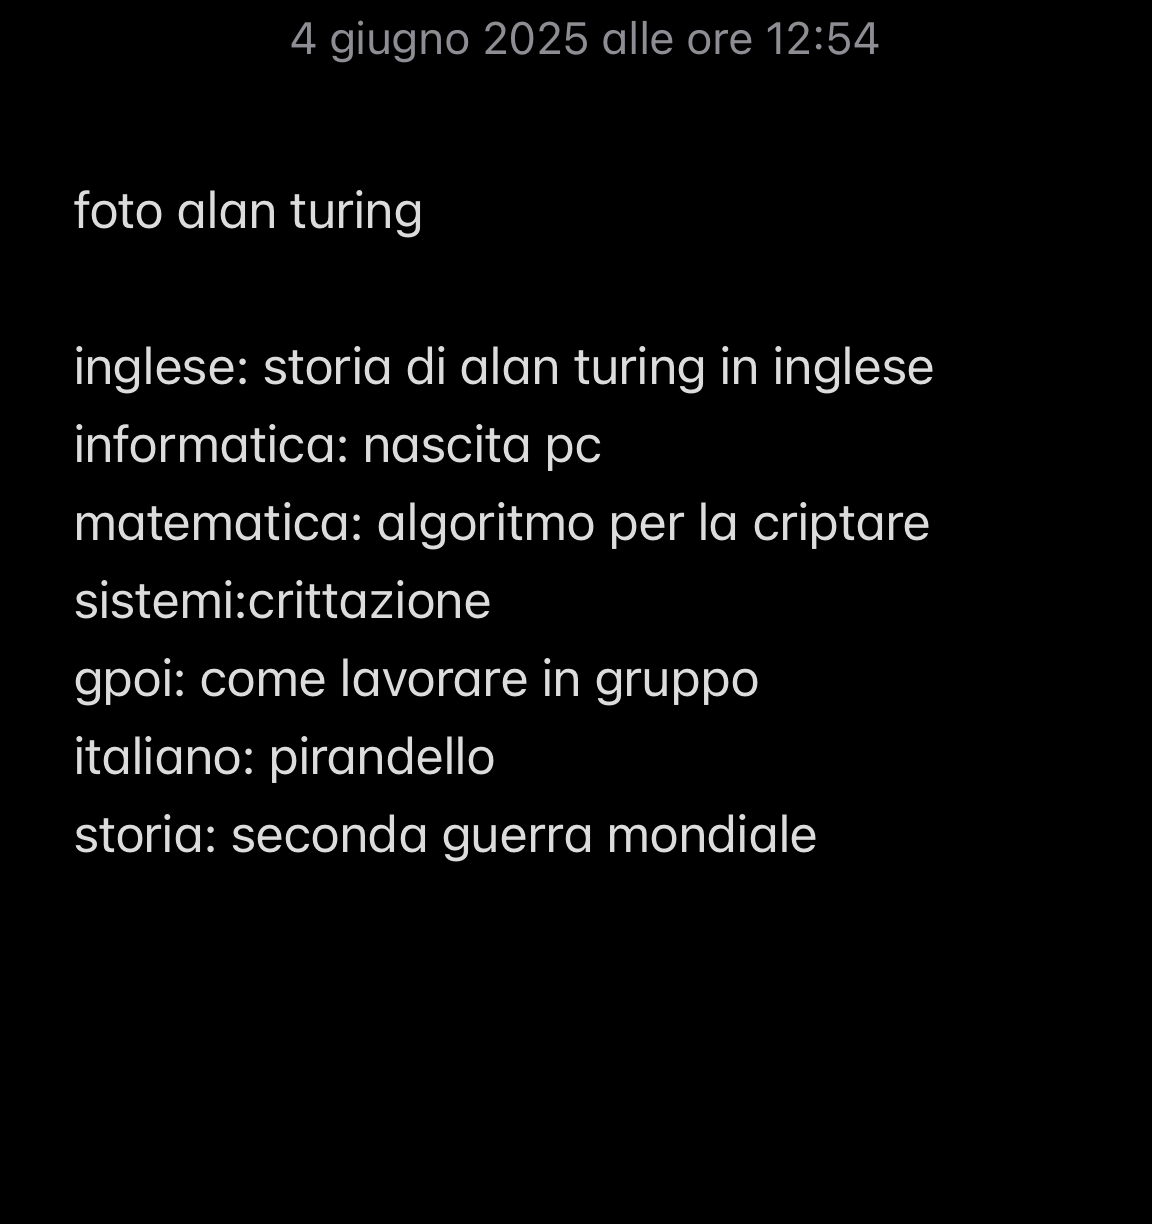 4 giugno 2025 alle ore 12:54
foto alan turing
inglese: storia di alan turing in inglese
informatica: nascita pc
matematica: algoritmo per la criptare
sistemi:crittazione
gpoi: come lavorare in gruppo
italiano: pirandello
storia: seconda guerra mondiale